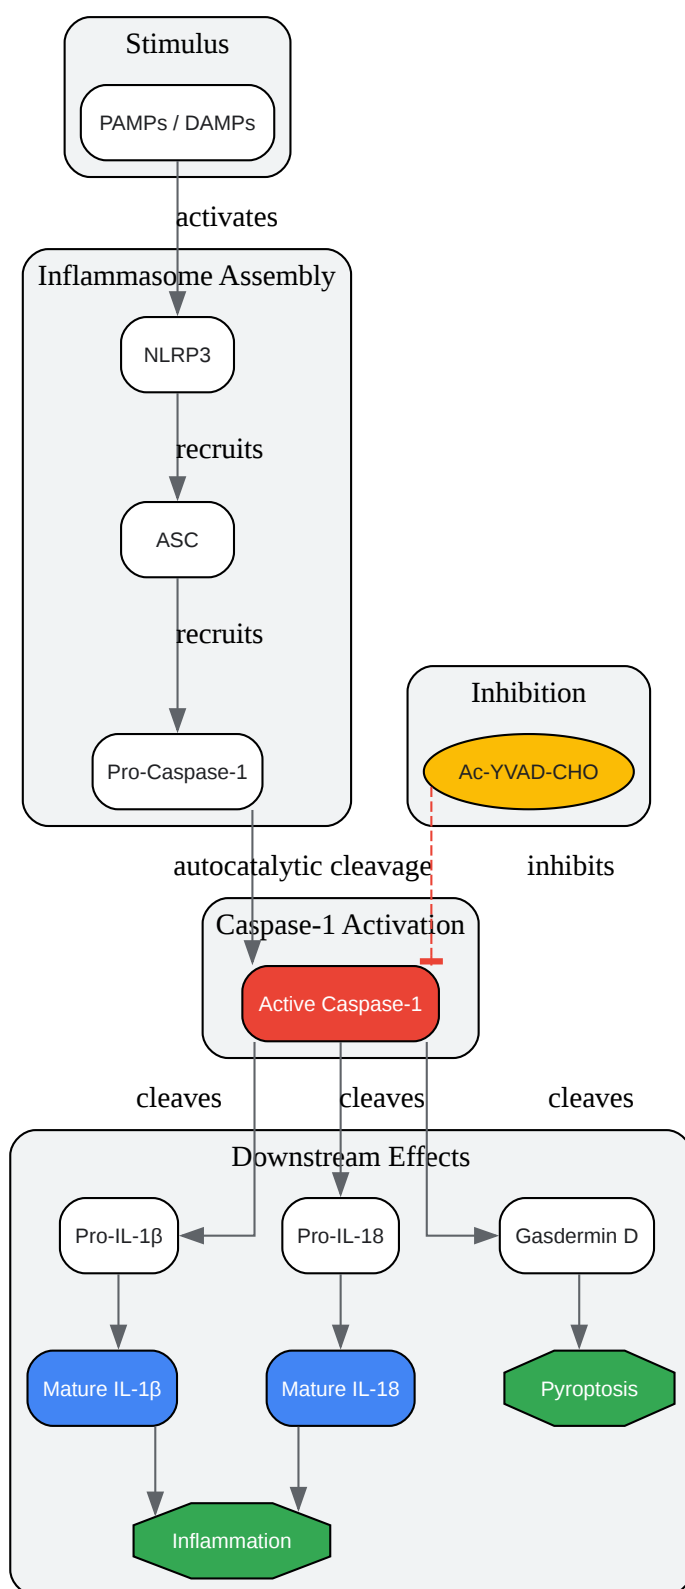 Stimulus
PAMPs / DAMPs
activates
Inflammasome Assembly
NLRP3
recruits
ASC
recruits
Inhibition
Pro-Caspase-1
Ac-YVAD-CHO
autocatalytic cleavage
inhibits
Caspase-1 Activation
Active Caspase-1
cleaves
cleaves
cleaves
Downstream Effects
Pro-IL-1β
Pro-IL-18
Gasdermin D
Mature IL-1β
Mature IL-18
Pyroptosis
Inflammation